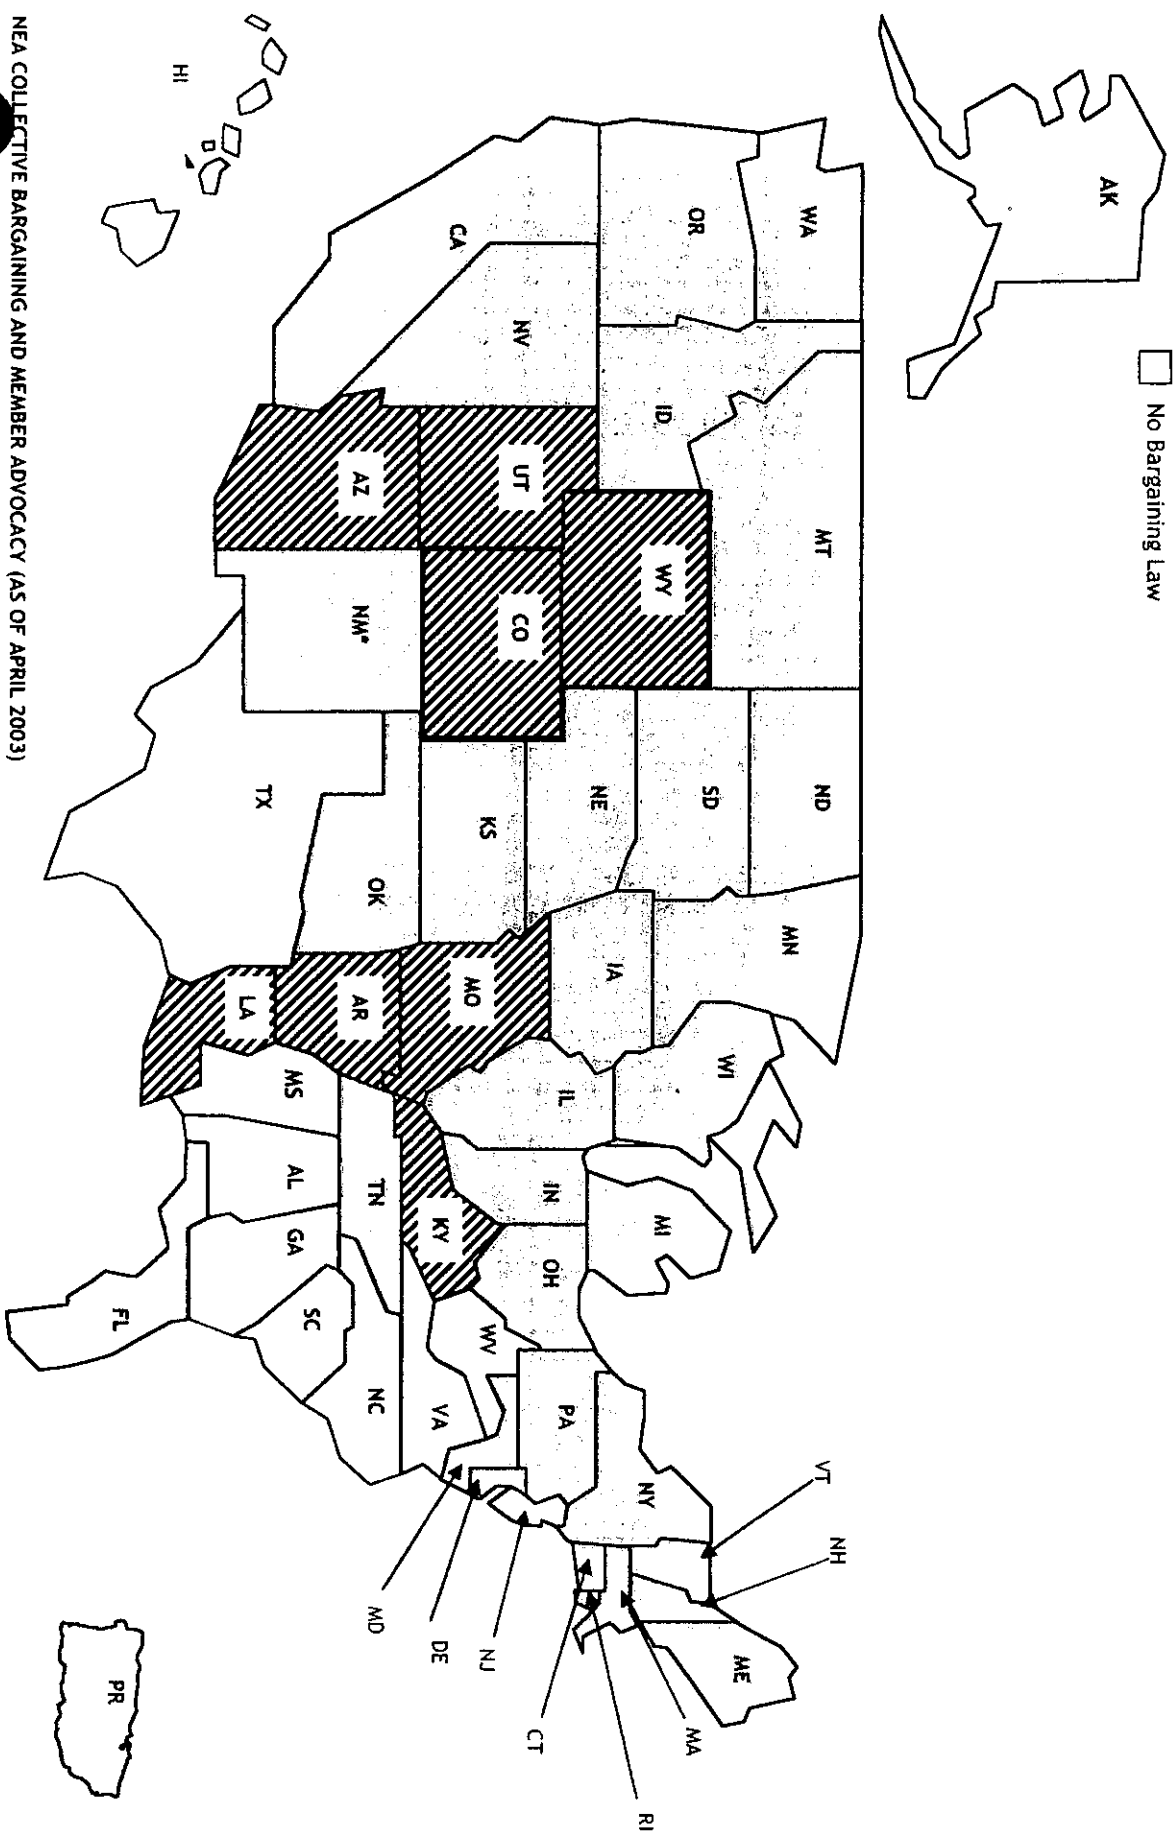 No Bargaining Law
AK
WA
MT
ND
MN
OR
ID
WY
SD
WI
MI
VT
NH
ME
NV
UT
CO
NE
IA
IL
IN
OH
PA
NY
MA
RI
CT
CA
KS
MO
KY
WV
VA
NJ
DE
MD
AZ
NM*
OK
AR
TN
NC
TX
LA
MS
AL
GA
SC
FL
HI
PR
NEA COLLECTIVE BARGAINING AND MEMBER ADVOCACY (AS OF APRIL 2003)